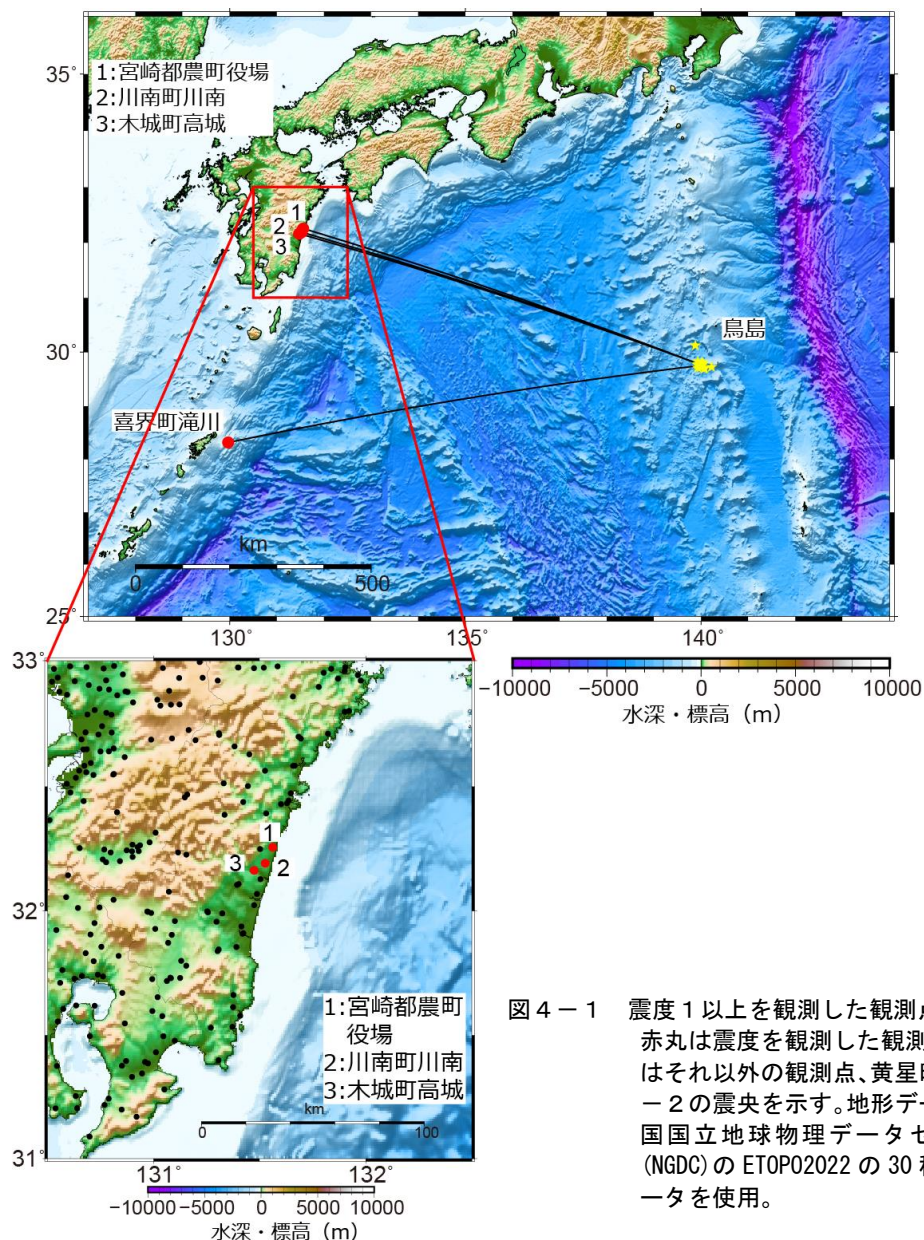 35°
1:宮崎都農町役場
2:川南町川南
3:木城町高城
1
2
3
30°
鳥島
喜界町滝川
km
0 500
25°
130° 135° 140°
33°
−10000 −5000 0 5000 10000
水深・標高（m）
1
3 2
32°
1:宮崎都農町
役場
2:川南町川南
3:木城町高城
km
0 100
31°
131° 132°
−10000 −5000 0 5000 10000
水深・標高（m）
図４－１ 震度１以上を観測した観測点
赤丸は震度を観測した観測
はそれ以外の観測点、黄星
－２の震央を示す。地形デー
国国立地球物理データセ
(NGDC)の ETOPO2022 の 30
ータを使用。